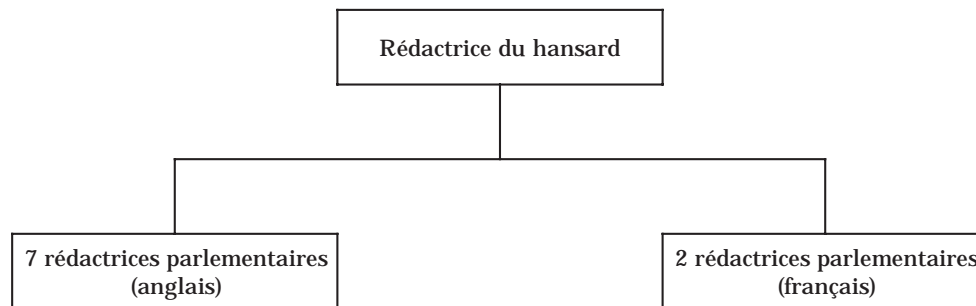 Rédactrice du hansard
7 rédactrices parlementaires
(anglais)
2 rédactrices parlementaires
(français)